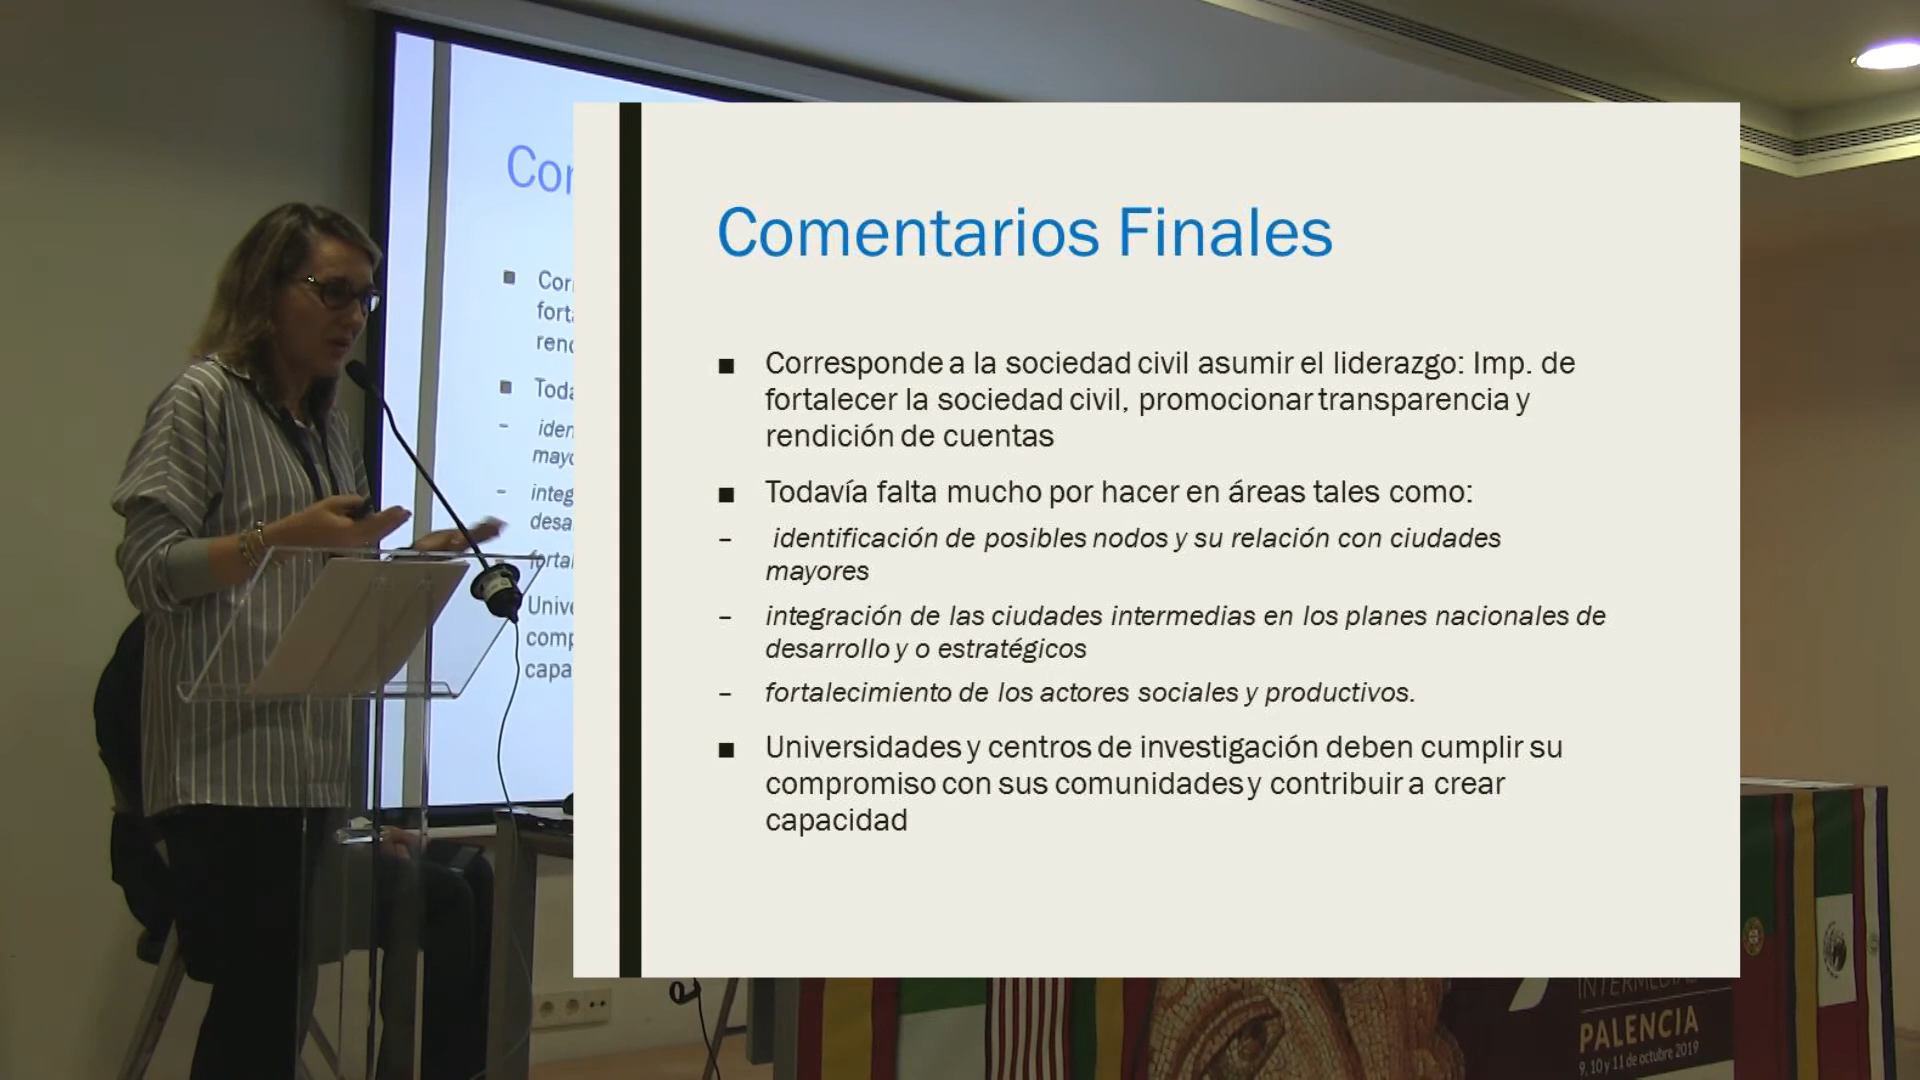 Comentarios Finales
■ Corresponde a la sociedad civil asumir el liderazgo: Imp. de
fortalecer la sociedad civil, promocionar transparencia y
rendición de cuentas
■ Todavía falta mucho por hacer en áreas tales como:
– identificación de posibles nodos y su relación con ciudades
mayores
– integración de las ciudades intermedias en los planes nacionales de
desarrollo y o estratégicos
– fortalecimiento de los actores sociales y productivos.
■ Universidades y centros de investigación deben cumplir su
compromiso con sus comunidades y contribuir a crear
capacidad
PALENCIA
9, 10 y 11 de octubre 2019